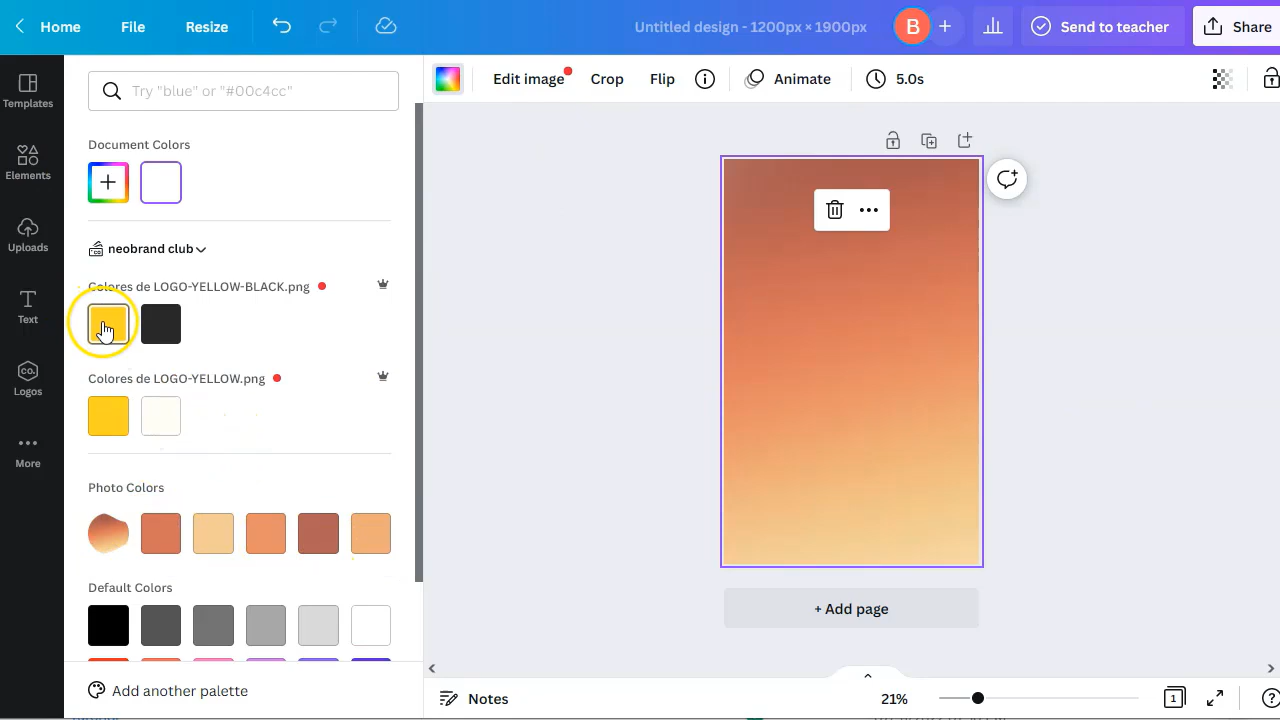 Home File Resize Untitled design - 1200px × 1900px B + Send to teacher Share
Templates
Elements
Uploads
Text
CO.
Logos
More
Try "blue" or "#00c4cc"
Document Colors
neobrand club
Colores de LOGO-YELLOW-BLACK.png
Colores de LOGO-YELLOW.png
Photo Colors
Default Colors
Add another palette
Edit image Crop Flip Animate 5.0s
+ Add page
Notes 21% 1